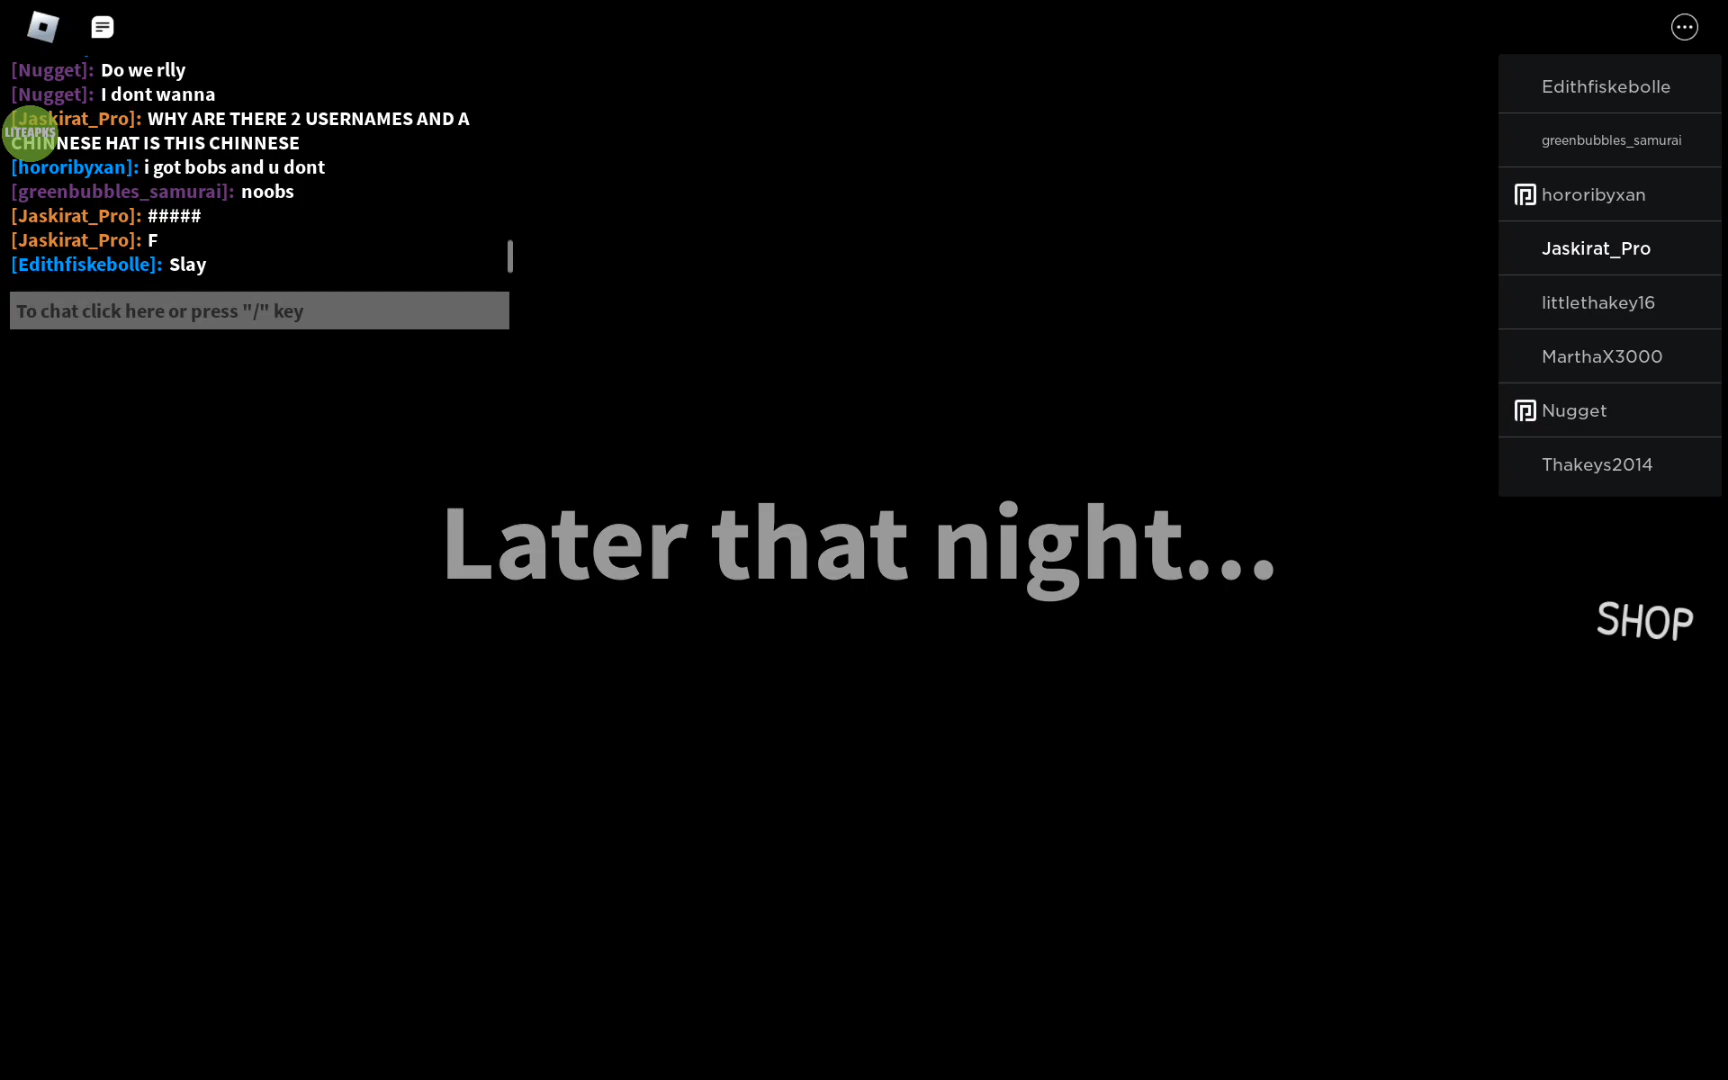 [Nugget]: Do we rlly
[Nugget]: I dont wanna
[Jaskirat_Pro]: WHY ARE THERE 2 USERNAMES AND A
CHINNESE HAT IS THIS CHINNESE
LITEAPKS
[hororibyxan]: i got bobs and u dont
[greenbubbles_samurai]: noobs
[Jaskirat_Pro]: #####
[Jaskirat_Pro]: F
[Edithfiskebolle]: Slay
To chat click here or press "/" key
Edithfiskebolle
greenbubbles_samurai
hororibyxan
Jaskirat_Pro
littlethakey16
MarthaX3000
Nugget
Thakeys2014
Later that night...
SHOP